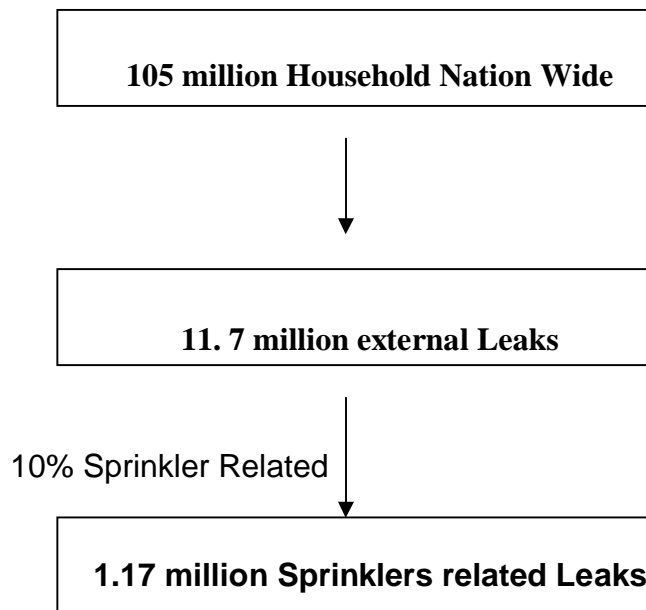 105 million Household Nation Wide
11. 7 million external Leaks
10% Sprinkler Related
1.17 million Sprinklers related Leaks